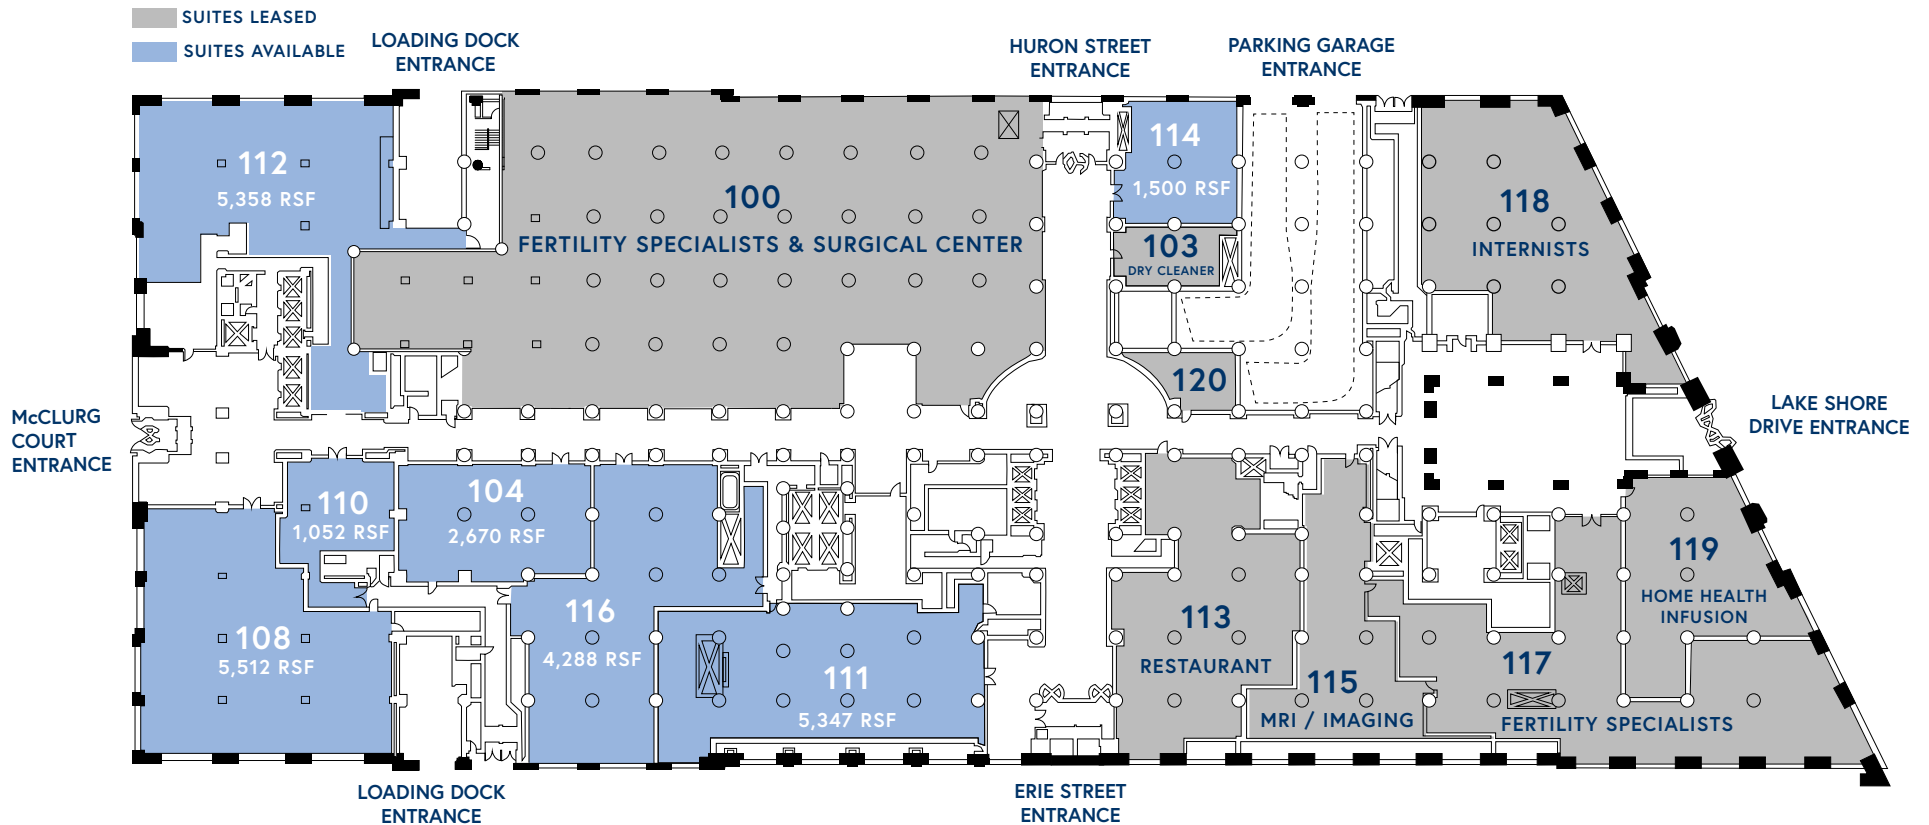 SUITES LEASED
SUITES AVAILABLE
LOADING DOCK
ENTRANCE
HURON STREET
ENTRANCE
PARKING GARAGE
ENTRANCE
112
5,358 RSF
100
FERTILITY SPECIALISTS & SURGICAL CENTER
114
1,500 RSF
103
DRY CLEANER
118
INTERNISTS
120
McCLURG
COURT
ENTRANCE
LAKE SHORE
DRIVE ENTRANCE
110
1,052 RSF
104
2,670 RSF
108
5,512 RSF
116
4,288 RSF
111
5,347 RSF
113
RESTAURANT
115
MRI / IMAGING
117
FERTILITY SPECIALISTS
119
HOME HEALTH
INFUSION
LOADING DOCK
ENTRANCE
ERIE STREET
ENTRANCE